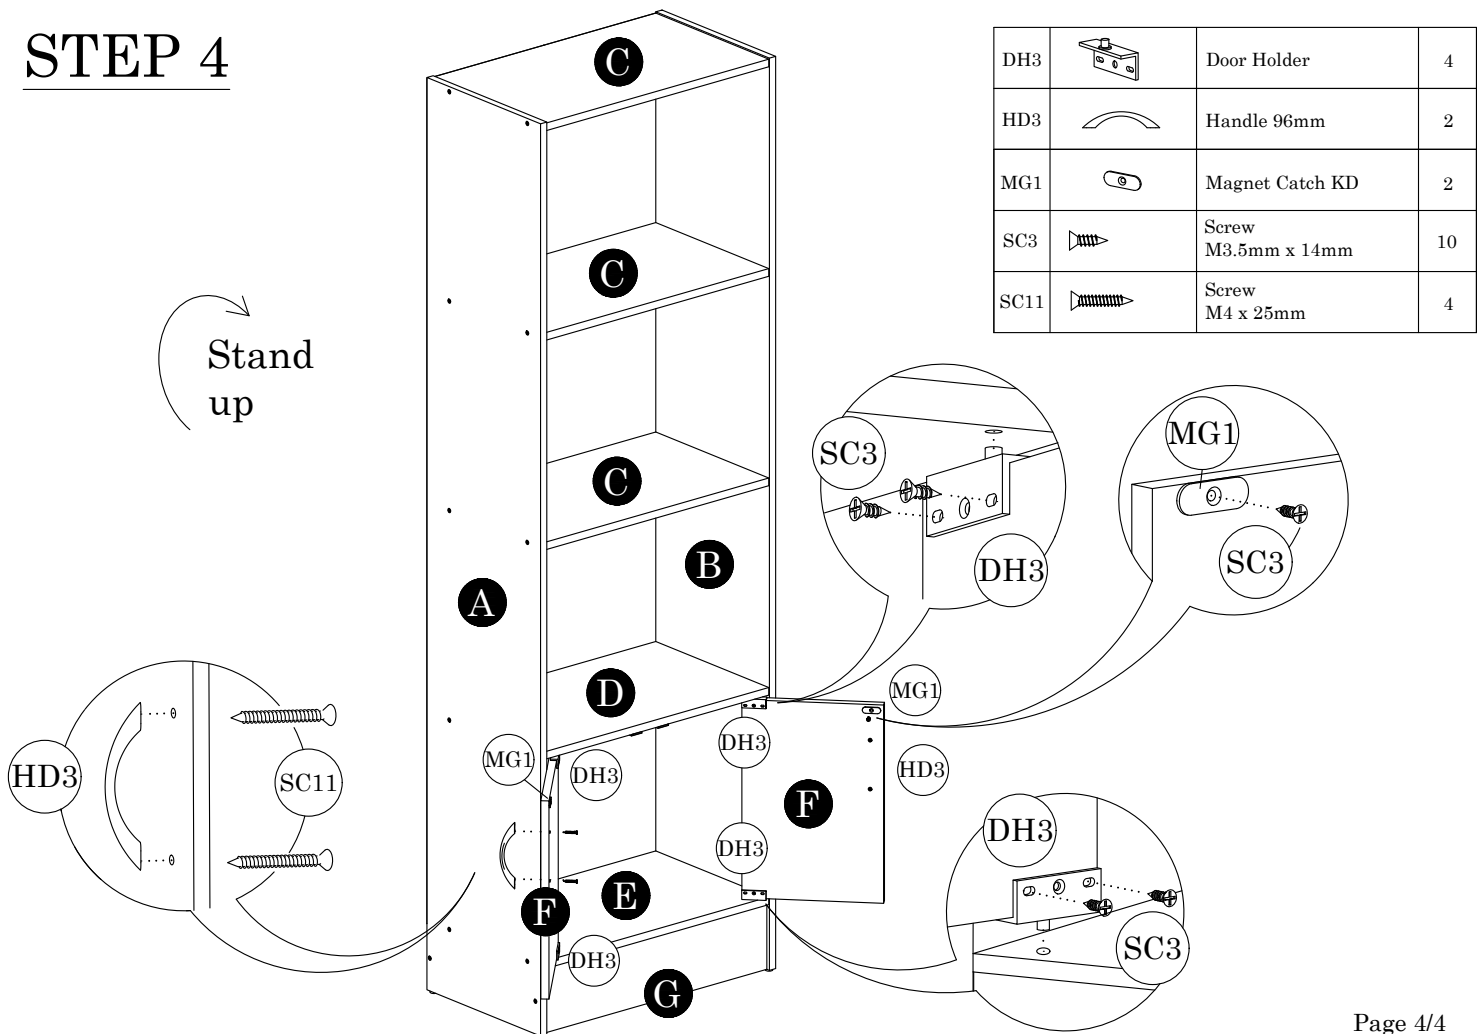 STEP 4
DH3 Door Holder 4
HD3 Handle 96mm 2
MG1 Magnet Catch KD 2
SC3 Screw
M3.5mm x 14mm 10
SC11 Screw
M4 x 25mm 4
Stand
up
C
C
C
B
A
D
E
F
F
G
SC3
DH3
MG1
SC3
MG1
DH3
HD3
DH3
MG1
DH3
DH3
HD3
SC11
DH3
SC3
Page 4/4